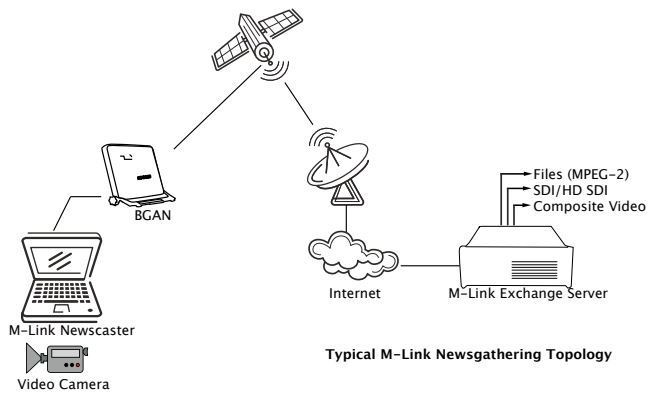 Files (MPEG-2)
SDI/HD SDI
Composite Video
BGAN
Internet
M-Link Exchange Server
M-Link Newscaster
Typical M-Link Newsgathering Topology
Video Camera